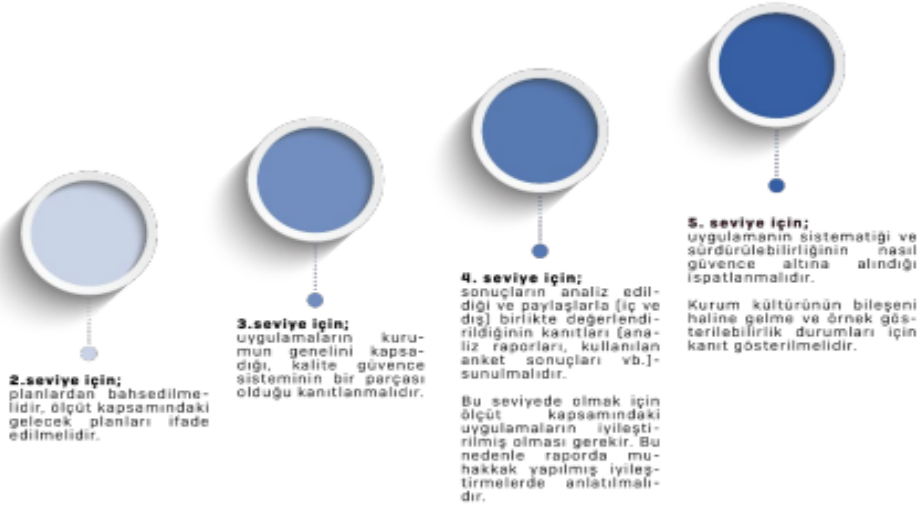 2.seviye için;
planlardan bahsedilme-
lidir, ölçüt kapsamındaki
gelecek planları ifade
edilmelidir.
3.seviye için;
uygulamaların kuru-
mun genelini kapsa-
dığı, kalite güvence
sisteminin bir parçası
olduğu kanıtlanmalıdır.
4. seviye için;
sonuçların analiz edil-
diği ve paylaşlarla (iç ve
dış) birlikte değerlendi-
rildiğinin kanıtları (ana-
liz raporları, kullanılan
anket sonuçları vb.)-
sunulmalıdır.
Bu seviyede olmak için
ölçüt kapsamındaki
uygulamaların iyileşti-
rilmiş olması gerekir. Bu
nedenle raporda mu-
hakkak yapılmış iyileş-
tirmelerde anlatılmalı-
dır.
5. seviye için;
uygulamanın sistematiği ve
sürdürülebilirliğinin nasıl
güvence altına alındığı
ispatlanmalıdır.
Kurum kültürünün bileşeni
haline gelme ve örnek gös-
terilebilirlik durumları için
kanıt gösterilmelidir.